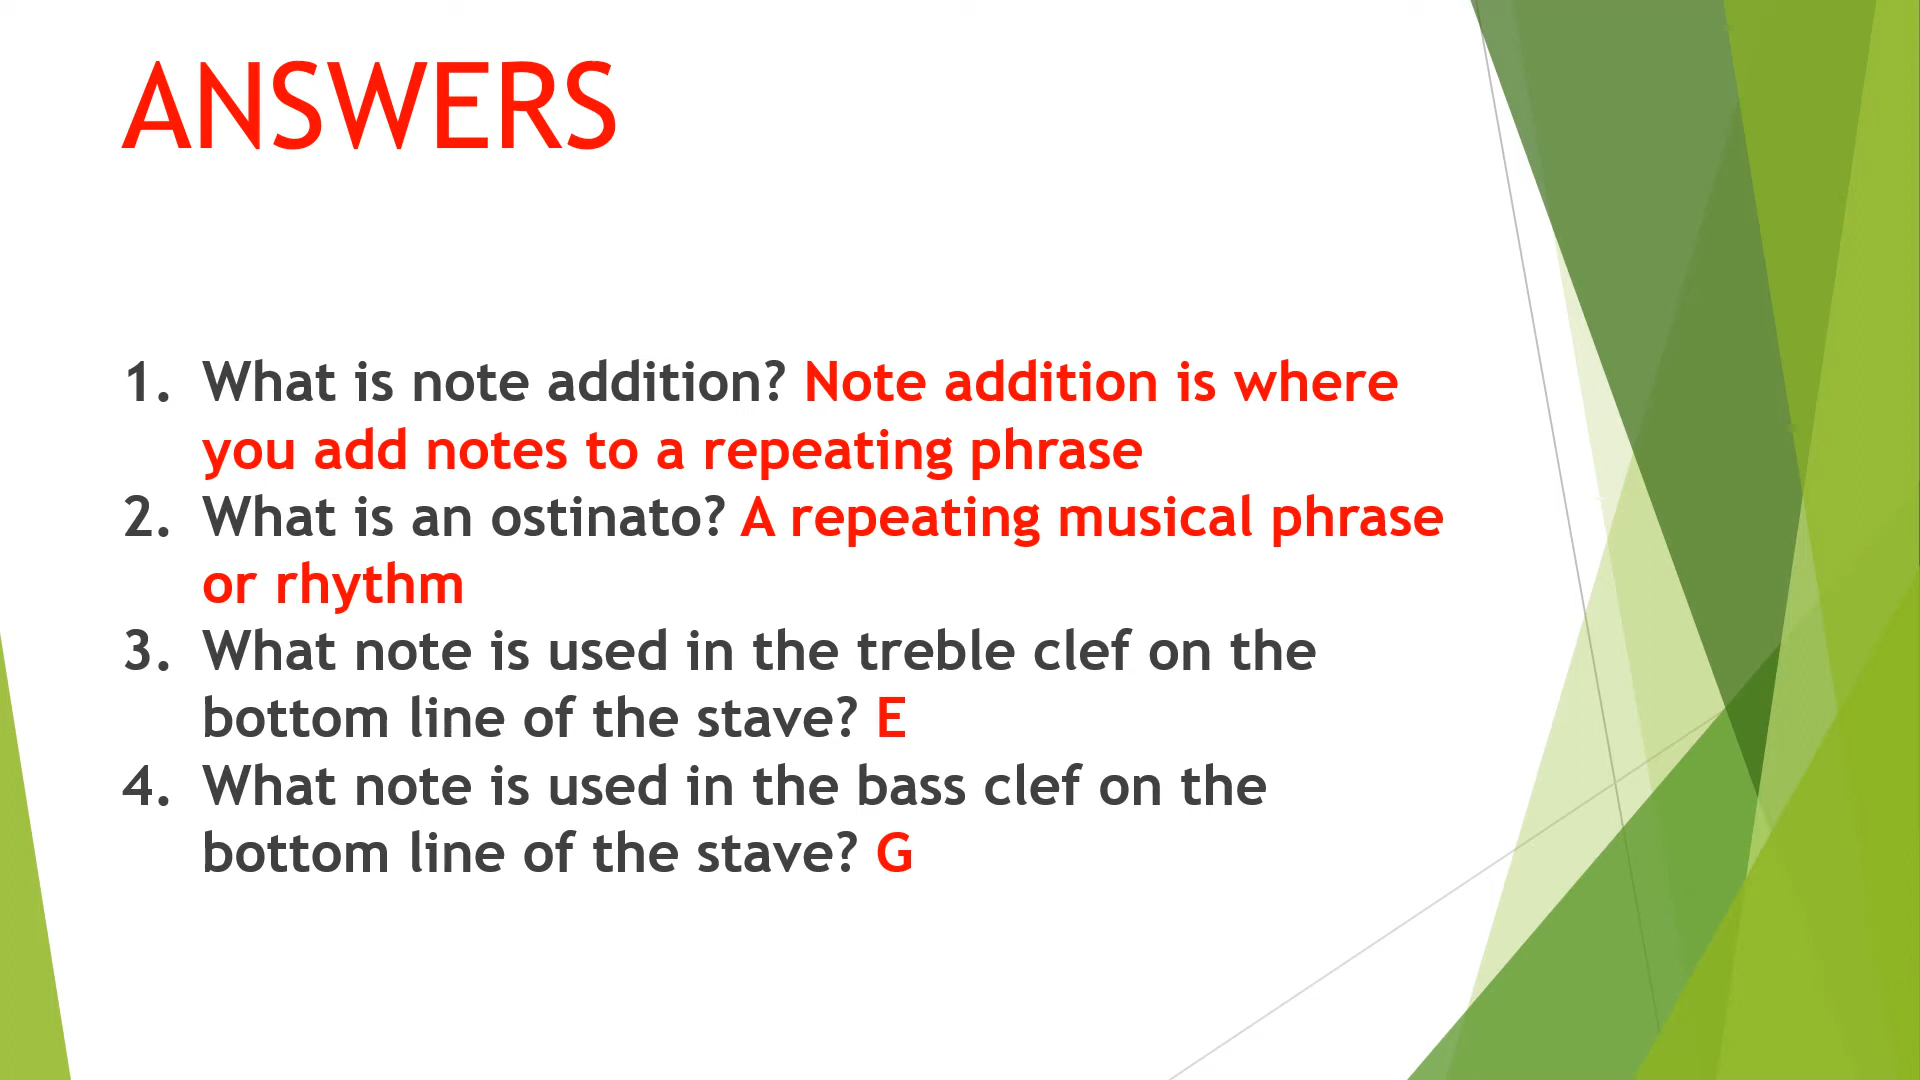 ANSWERS
1. What is note addition? Note addition is where
you add notes to a repeating phrase
2. What is an ostinato? A repeating musical phrase
or rhythm
3. What note is used in the treble clef on the
bottom line of the stave? E
4. What note is used in the bass clef on the
bottom line of the stave? G